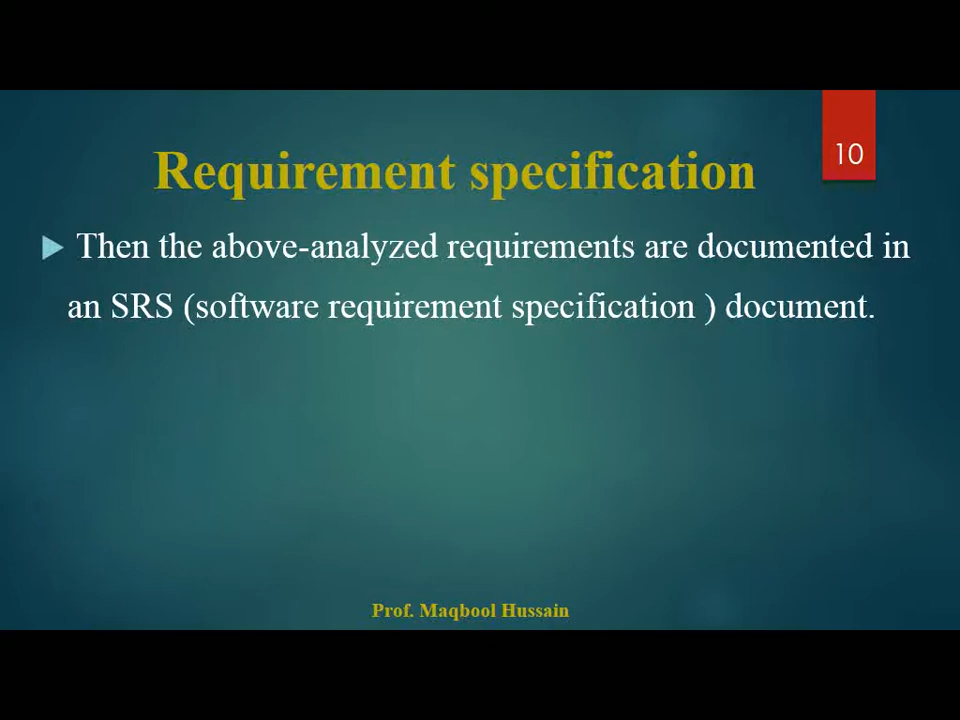 10
Requirement specification
Then the above-analyzed requirements are documented in
an SRS (software requirement specification ) document.
Prof. Maqbool Hussain